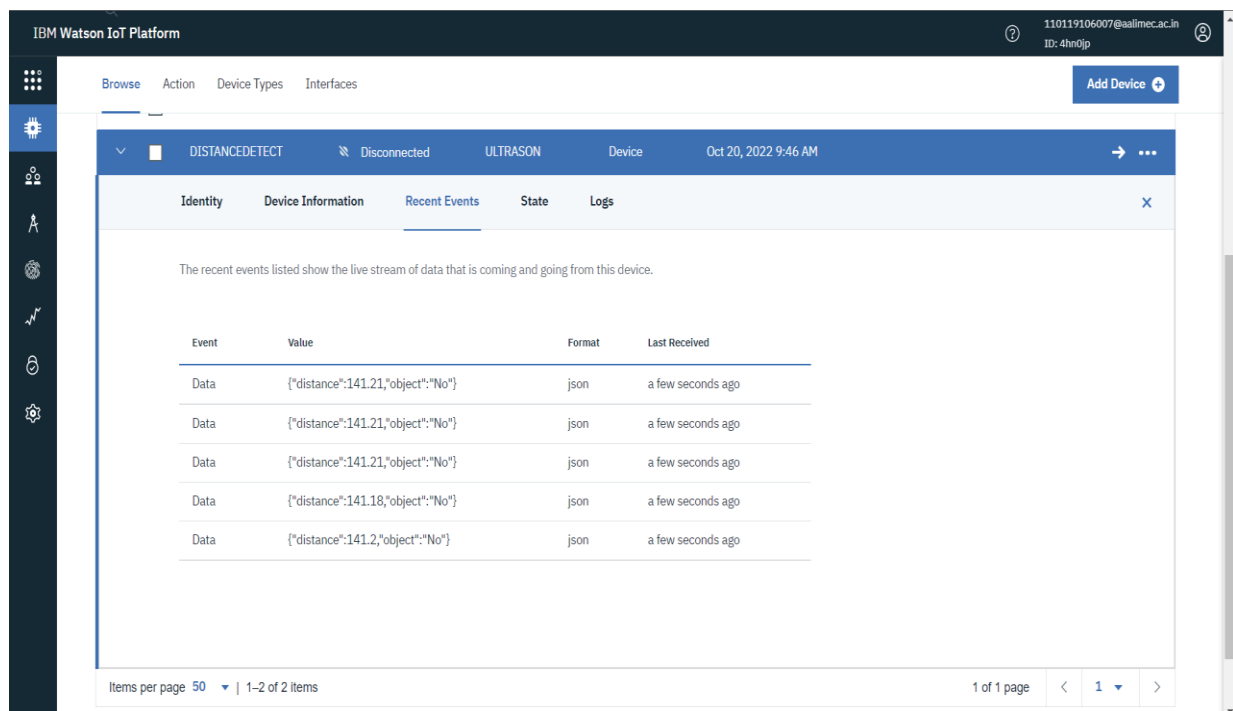 IBM Watson IoT Platform
110119106007@aalimec.ac.in
ID: 4hn0jp
Browse Action Device Types Interfaces
Add Device
DISTANCEDETECT Disconnected ULTRASON Device Oct 20, 2022 9:46 AM
Identity Device Information Recent Events State Logs
The recent events listed show the live stream of data that is coming and going from this device.
Event Value Format Last Received
Data {"distance":141.21,"object":"No"} json a few seconds ago
Data {"distance":141.21,"object":"No"} json a few seconds ago
Data {"distance":141.21,"object":"No"} json a few seconds ago
Data {"distance":141.18,"object":"No"} json a few seconds ago
Data {"distance":141.2,"object":"No"} json a few seconds ago
Items per page 50 | 1–2 of 2 items 1 of 1 page < 1 >